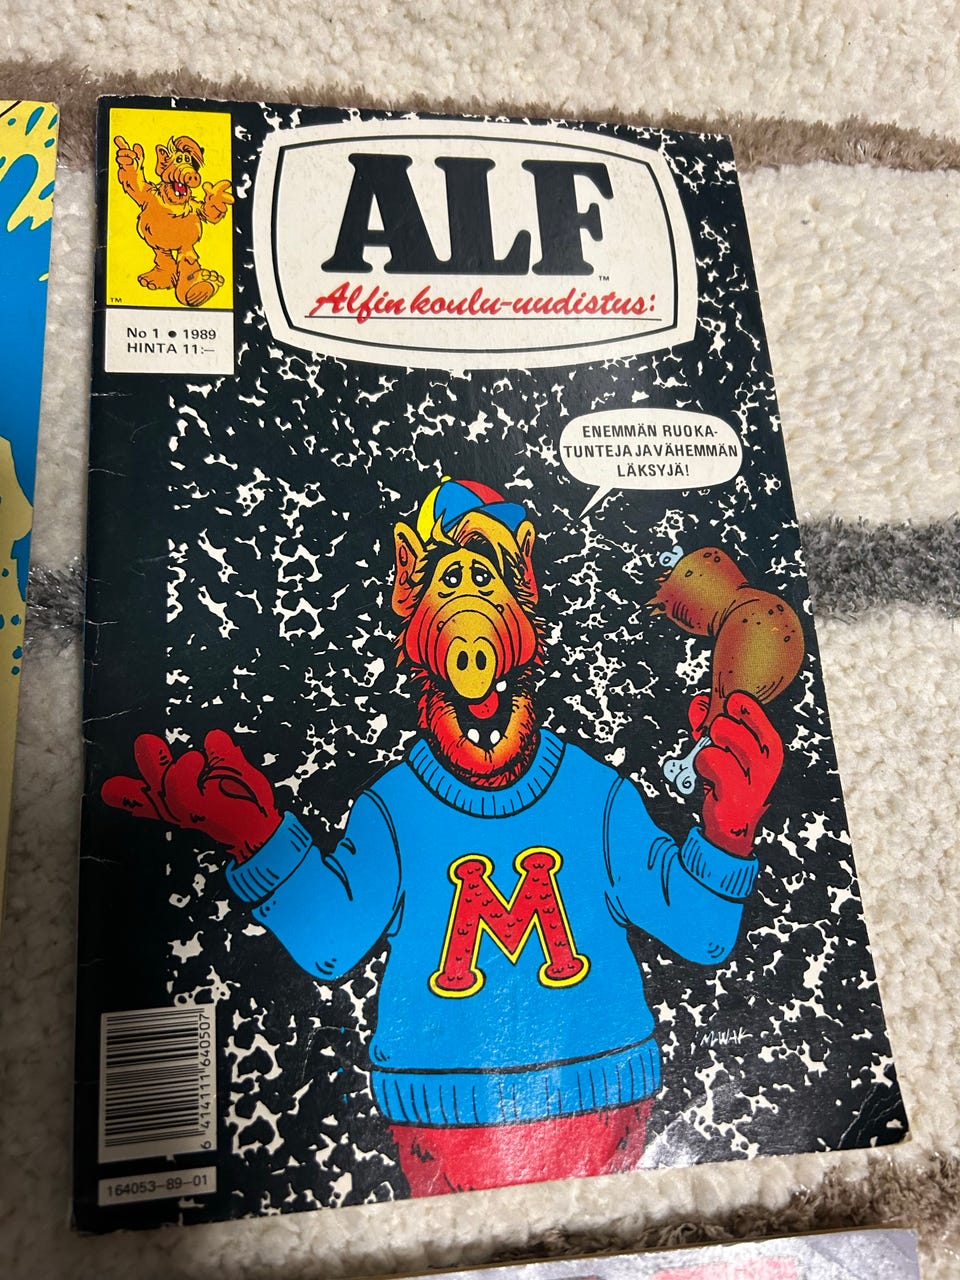 ALF
TM
Alfin koulu-uudistus:
TM
No 1 • 1989
HINTA 11:–
ENEMMÄN RUOKA-
TUNTEJA JA VÄHEMMÄN
LÄKSYJÄ!
M
M.WAK
6 414111 640507
164053-89-01